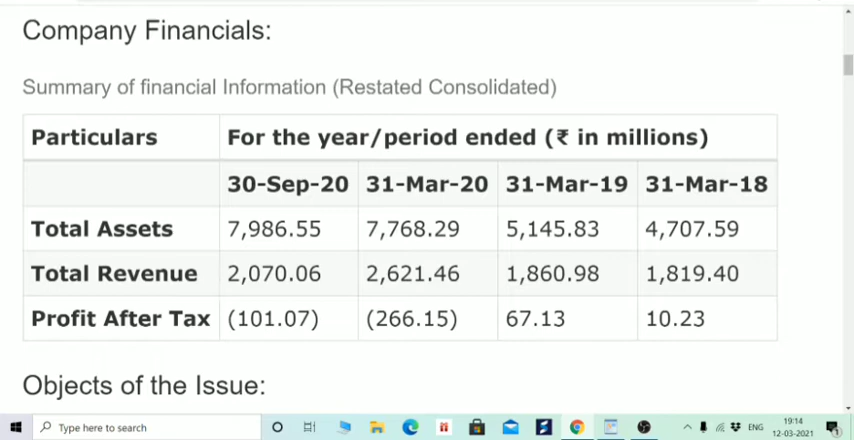 Company Financials:
Summary of financial Information (Restated Consolidated)
Particulars For the year/period ended (₹ in millions)
30-Sep-20 31-Mar-20 31-Mar-19 31-Mar-18
Total Assets 7,986.55 7,768.29 5,145.83 4,707.59
Total Revenue 2,070.06 2,621.46 1,860.98 1,819.40
Profit After Tax (101.07) (266.15) 67.13 10.23
Objects of the Issue:
Type here to search
ENG
19:14
12-03-2021